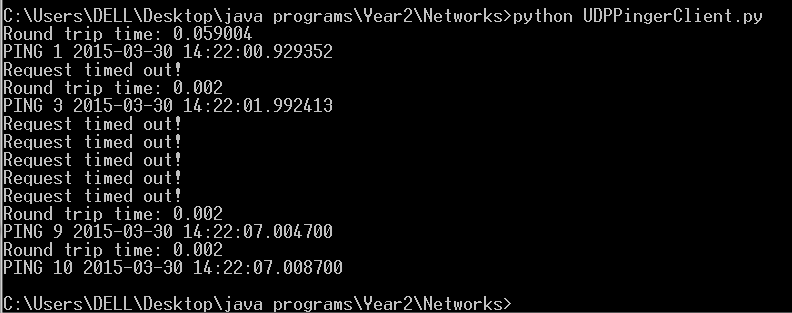 C:\Users\DELL\Desktop\java programs\Year2\Networks>python UDPPingerClient.py
Round trip time: 0.059004
PING 1 2015-03-30 14:22:00.929352
Request timed out!
Round trip time: 0.002
PING 3 2015-03-30 14:22:01.992413
Request timed out!
Request timed out!
Request timed out!
Request timed out!
Request timed out!
Round trip time: 0.002
PING 9 2015-03-30 14:22:07.004700
Round trip time: 0.002
PING 10 2015-03-30 14:22:07.008700
C:\Users\DELL\Desktop\java programs\Year2\Networks>